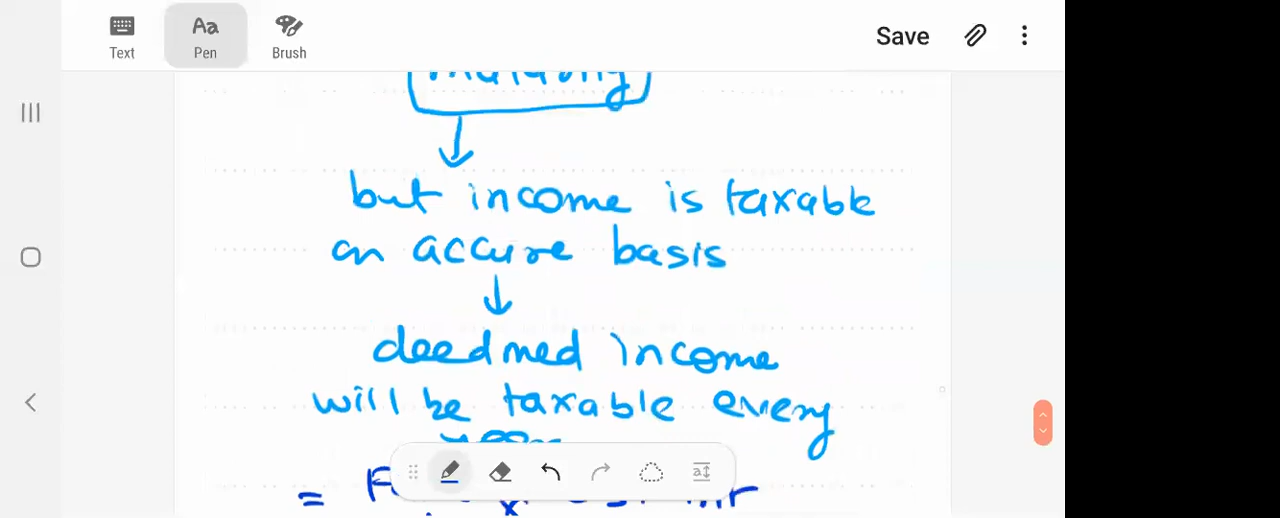 Text
Pen
Brush
Save
but income is taxable
on accure basis
deedmed income
will be taxable every
=